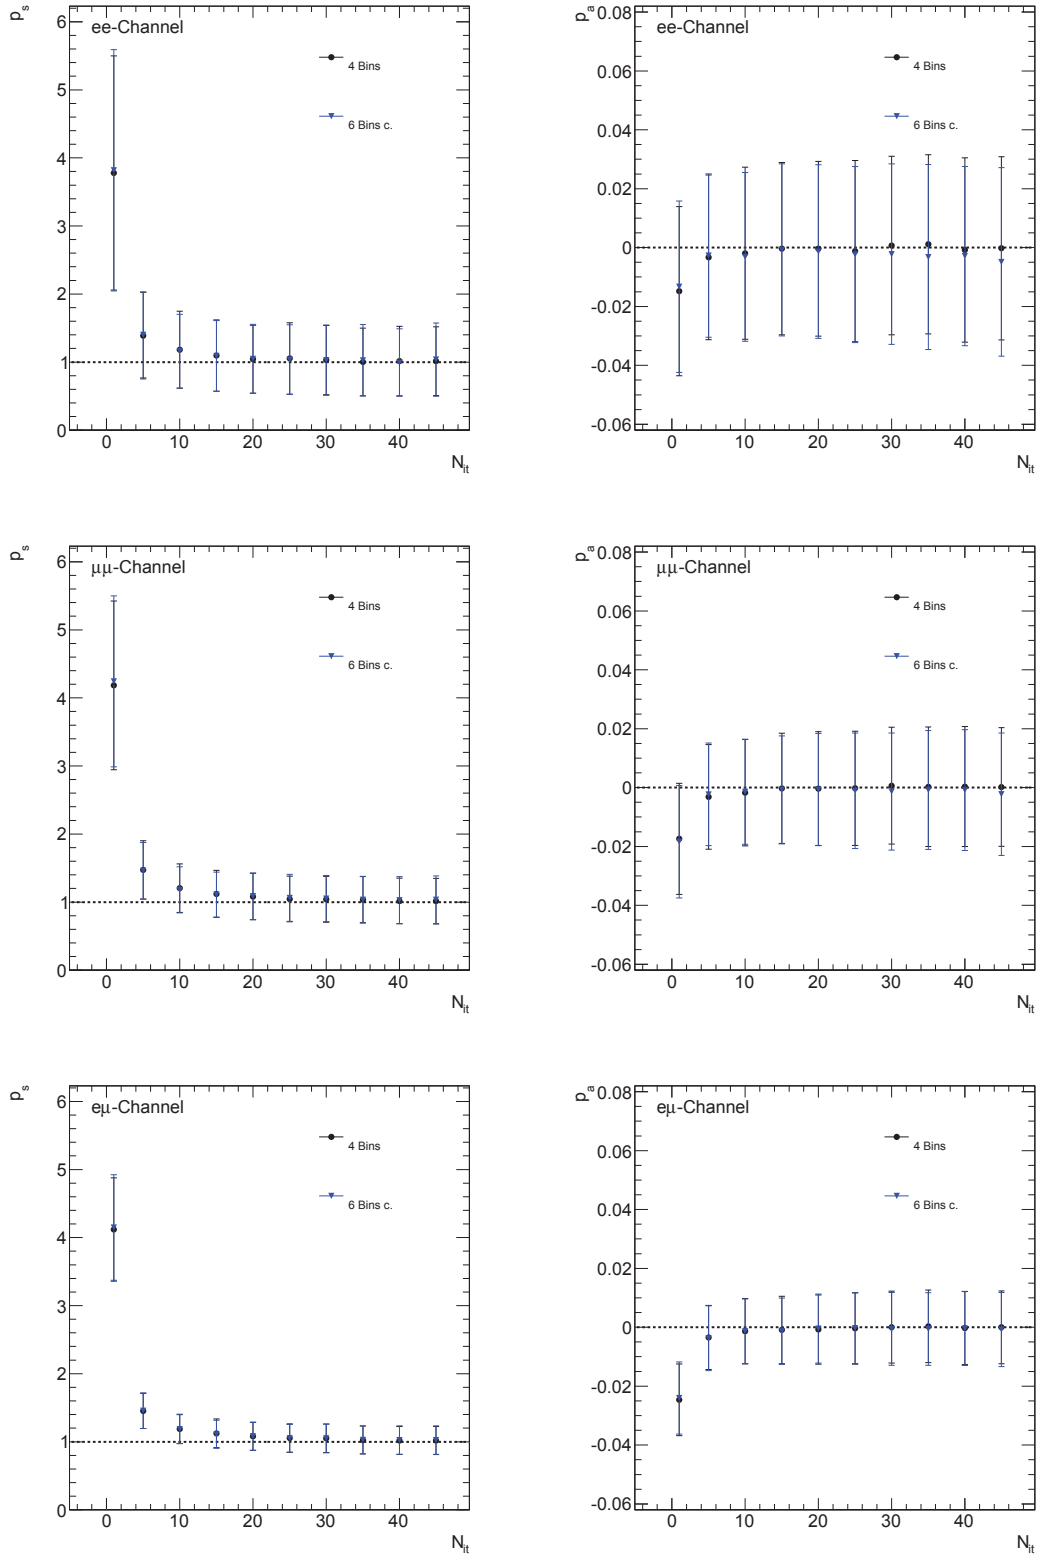 p_s
6
ee-Channel
4 Bins
5
6 Bins c.
4
3
2
1
0
0 10 20 30 40
N_it
p_a
0.08
ee-Channel
4 Bins
0.06
6 Bins c.
0.04
0.02
0
-0.02
-0.04
-0.06
0 10 20 30 40
N_it
p_s
6
μμ-Channel
4 Bins
5
6 Bins c.
4
3
2
1
0
0 10 20 30 40
N_it
p_a
0.08
μμ-Channel
4 Bins
0.06
6 Bins c.
0.04
0.02
0
-0.02
-0.04
-0.06
0 10 20 30 40
N_it
p_s
6
eμ-Channel
4 Bins
5
6 Bins c.
4
3
2
1
0
0 10 20 30 40
N_it
p_a
0.08
eμ-Channel
4 Bins
0.06
6 Bins c.
0.04
0.02
0
-0.02
-0.04
-0.06
0 10 20 30 40
N_it